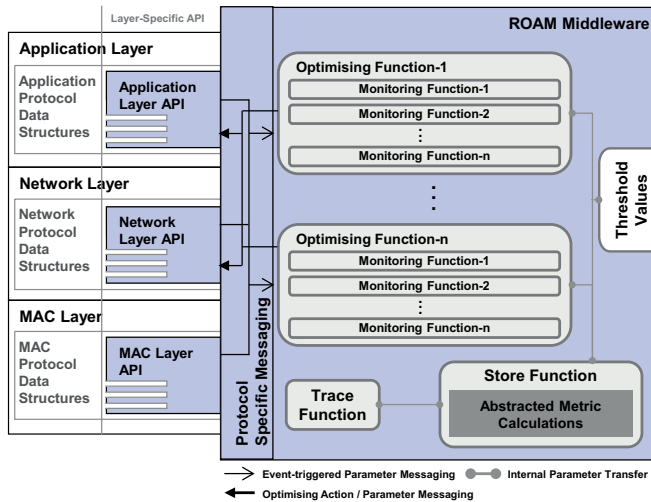 Layer-Specific API
ROAM Middleware
Application Layer
Application
Protocol
Data
Structures
Application
Layer API
Network Layer
Network
Protocol
Data
Structures
Network
Layer API
MAC Layer
MAC
Protocol
Data
Structures
MAC Layer
API
Protocol
Specific Messaging
Optimising Function-1
Monitoring Function-1
Monitoring Function-2
Monitoring Function-n
Optimising Function-n
Monitoring Function-1
Monitoring Function-2
Monitoring Function-n
Threshold
Values
Trace
Function
Store Function
Abstracted Metric
Calculations
Event-triggered Parameter Messaging
Internal Parameter Transfer
Optimising Action / Parameter Messaging